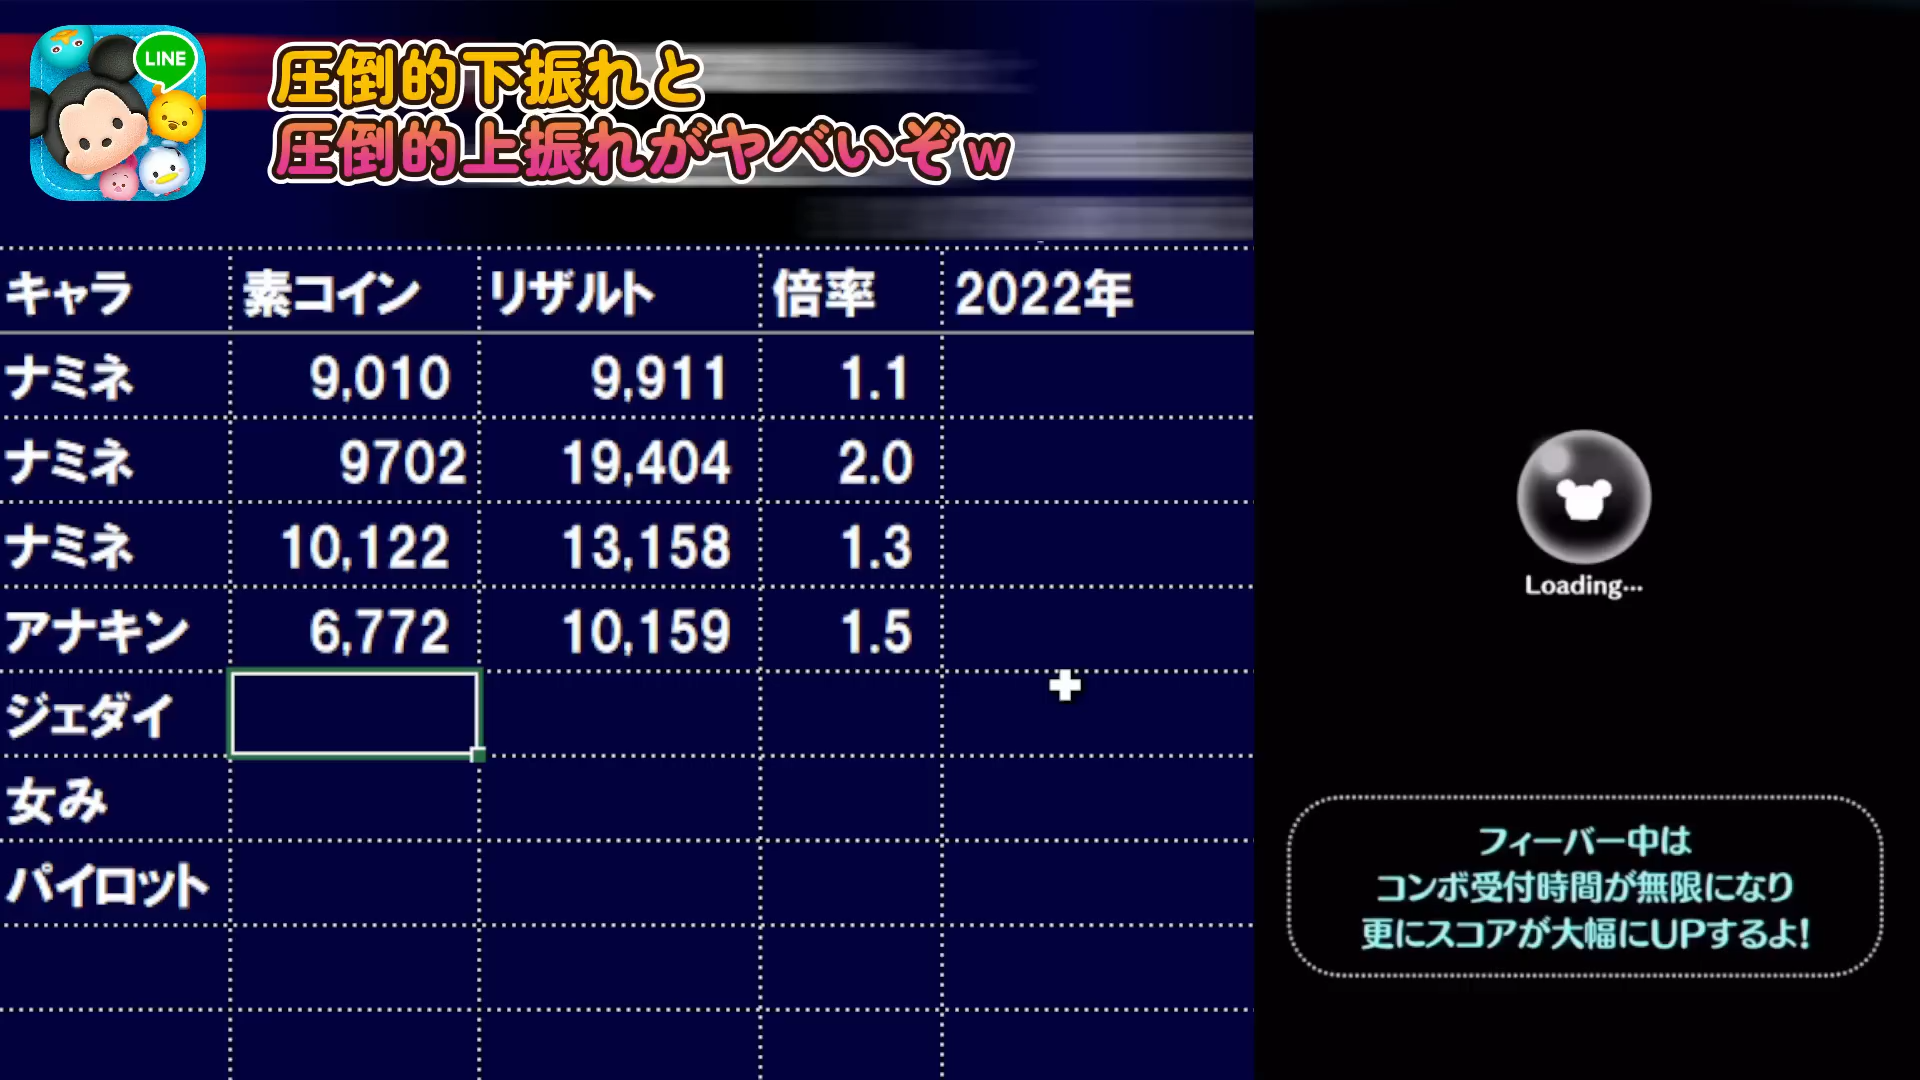 LINE
圧倒的下振れと
圧倒的上振れがヤバいぞw
キャラ 素コイン リザルト 倍率 2022年
ナミネ 9,010 9,911 1.1
ナミネ 9702 19,404 2.0
ナミネ 10,122 13,158 1.3
アナキン 6,772 10,159 1.5
ジェダイ
女み
パイロット
Loading…
フィーバー中は
コンボ受付時間が無限になり
更にスコアが大幅にUPするよ!